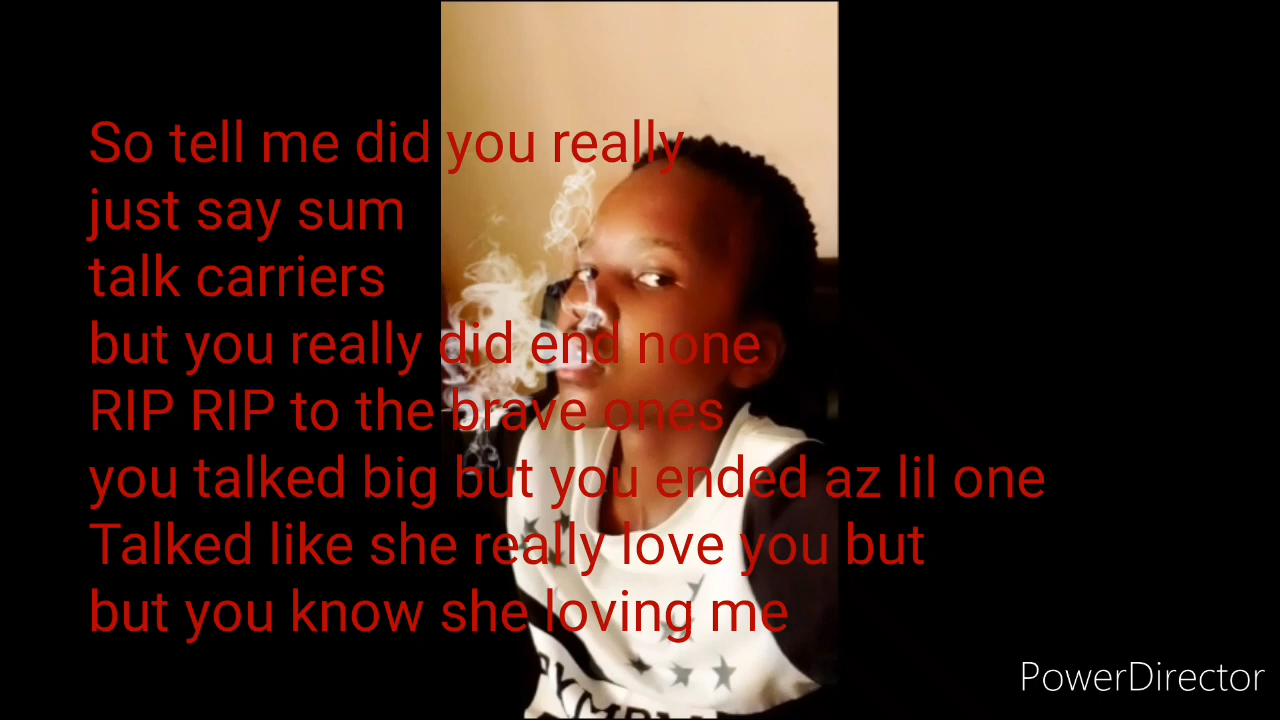 So tell me did you really
just say sum
talk carriers
but you really did end none
RIP RIP to the brave ones
you talked big but you ended az lil one
Talked like she really love you but
but you know she loving me
PowerDirector